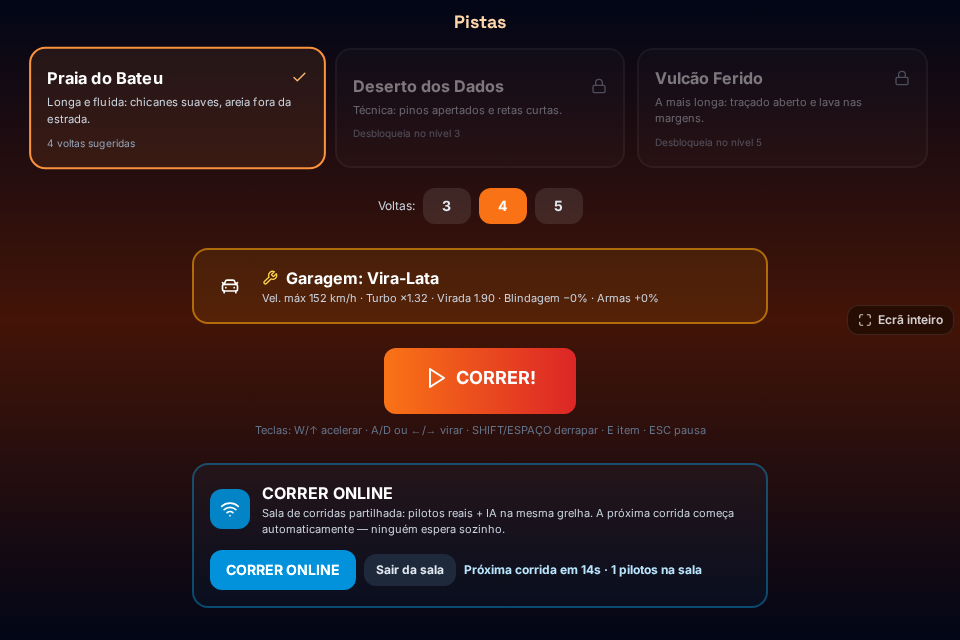 Pistas
Praia do Bateu
Longa e fluida: chicanes suaves, areia fora da
estrada.
4 voltas sugeridas
Deserto dos Dados
Técnica: pinos apertados e retas curtas.
Desbloqueia no nível 3
Vulcão Ferido
A mais longa: traçado aberto e lava nas
margens.
Desbloqueia no nível 5
Voltas: 3 4 5
Garagem: Vira-Lata
Vel. máx 152 km/h · Turbo ×1.32 · Virada 1.90 · Blindagem −0% · Armas +0%
Ecrã inteiro
CORRER!
Teclas: W/↑ acelerar · A/D ou ←/→ virar · SHIFT/ESPAÇO derrapar · E item · ESC pausa
CORRER ONLINE
Sala de corridas partilhada: pilotos reais + IA na mesma grelha. A próxima corrida começa
automaticamente — ninguém espera sozinho.
CORRER ONLINE Sair da sala Próxima corrida em 14s · 1 pilotos na sala